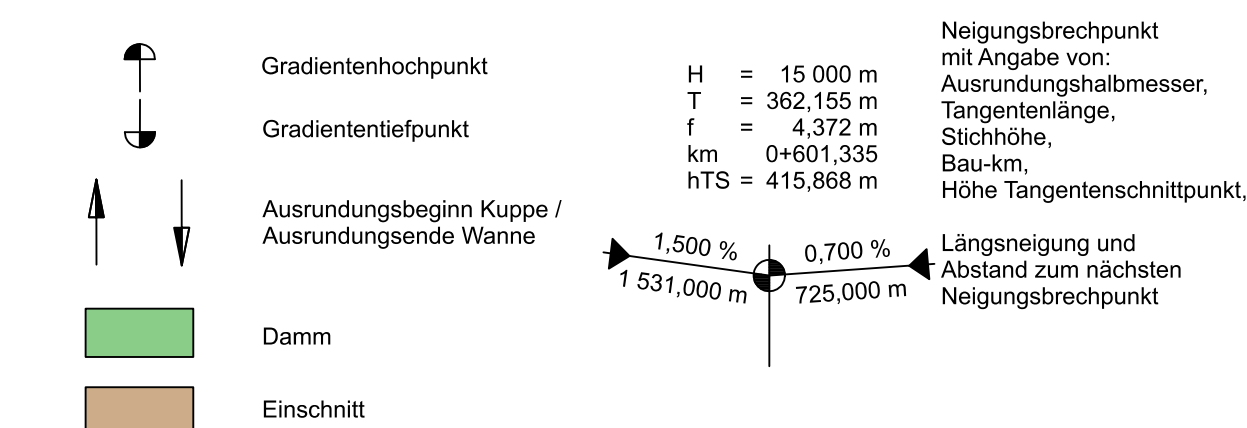 Gradientenhochpunkt
Gradiententiefpunkt
Ausrundungsbeginn Kuppe /
Ausrundungsende Wanne
Damm
Einschnitt
H = 15 000 m
T = 362,155 m
f = 4,372 m
km 0+601,335
hTS = 415,868 m
1,500 %
1 531,000 m
0,700 %
725,000 m
Neigungsbrechpunkt
mit Angabe von:
Ausrundungshalbmesser,
Tangentenlänge,
Stichhöhe,
Bau-km,
Höhe Tangentenschnittpunkt,
Längsneigung und
Abstand zum nächsten
Neigungsbrechpunkt